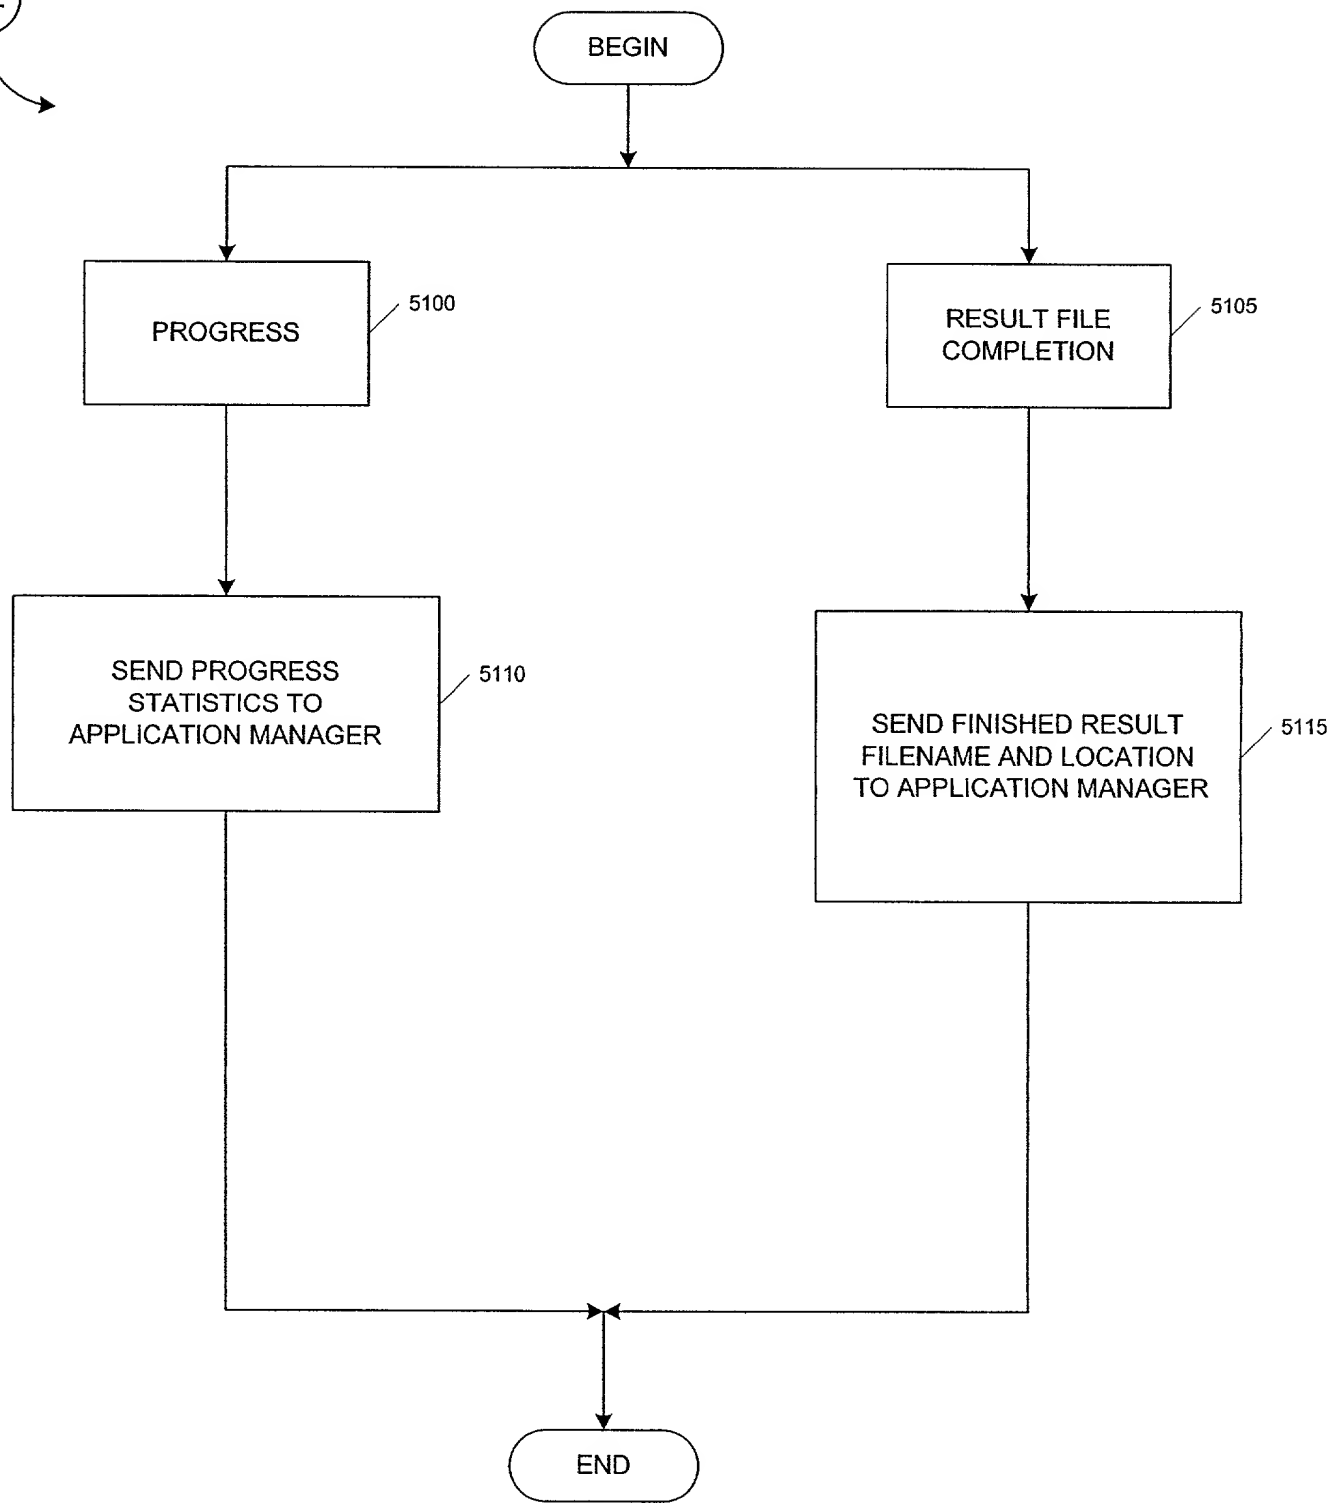 BEGIN
PROGRESS
5100
RESULT FILE
COMPLETION
5105
SEND PROGRESS
STATISTICS TO
APPLICATION MANAGER
5110
SEND FINISHED RESULT
FILENAME AND LOCATION
TO APPLICATION MANAGER
5115
END